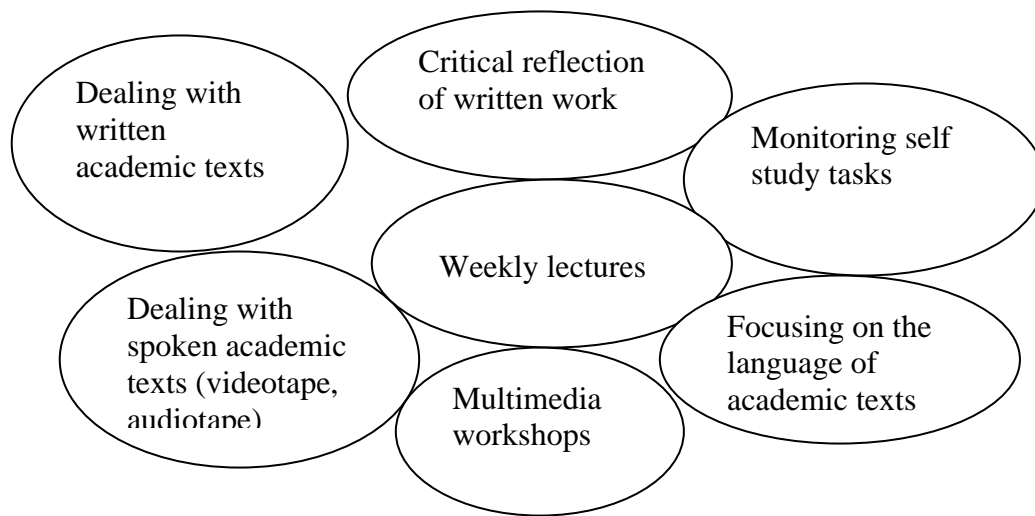 Dealing with
written
academic texts
Critical reflection
of written work
Monitoring self
study tasks
Weekly lectures
Dealing with
spoken academic
texts (videotape,
audiotape)
Multimedia
workshops
Focusing on the
language of
academic texts